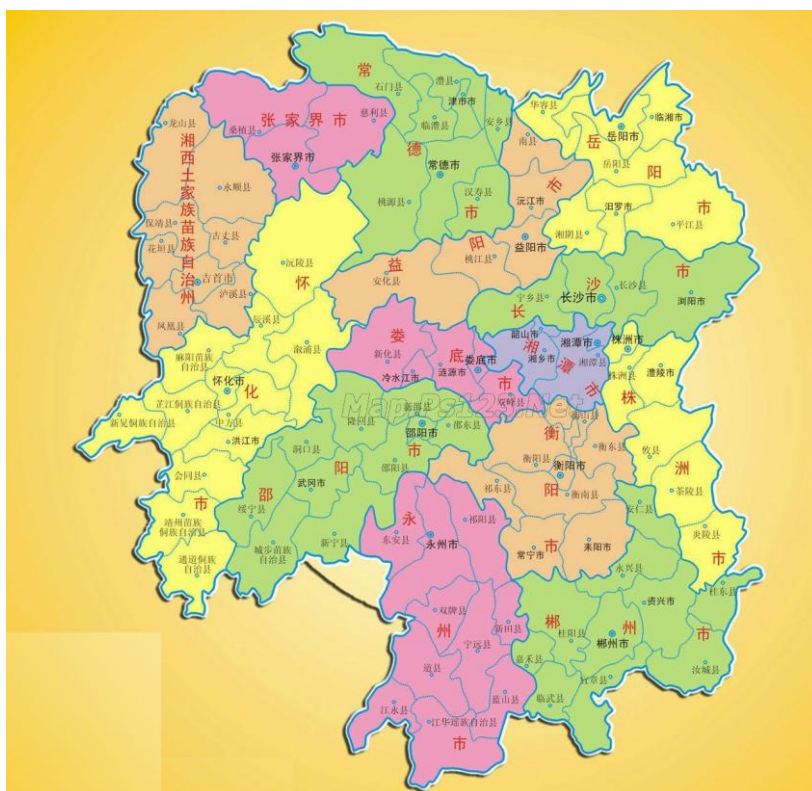 常德市
石门县
澧县
津市市
临澧县
安乡县
常德市
桃源县
汉寿县
张家界市
慈利县
桑植县
张家界市
湘西土家族苗族自治州
龙山县
永顺县
保靖县
花垣县
古丈县
吉首市
泸溪县
凤凰县
岳阳市
华容县
临湘市
岳阳市
岳阳县
汨罗市
湘阴县
平江县
益阳市
南县
沅江市
益阳市
桃江县
安化县
长沙市
宁乡县
长沙市
长沙县
浏阳市
怀化市
沅陵县
辰溪县
溆浦县
麻阳苗族
自治县
怀化市
芷江侗族自治县
新晃侗族自治县
中方县
洪江市
会同县
靖州苗族
侗族自治县
通道侗族
自治县
娄底市
新化县
冷水江市
涟源市
娄底市
双峰县
湘潭市
韶山市
湘潭市
湘乡市
湘潭县
株洲市
株洲市
株洲县
醴陵市
攸县
茶陵县
炎陵县
邵阳市
新邵县
隆回县
邵阳市
邵东县
洞口县
邵阳县
武冈市
绥宁县
城步苗族
自治县
新宁县
衡阳市
衡山县
衡东县
衡阳县
衡阳市
衡南县
祁东县
常宁市
耒阳市
永州市
东安县
永州市
祁阳县
双牌县
新田县
宁远县
道县
蓝山县
江永县
江华瑶族自治县
郴州市
安仁县
永兴县
资兴市
桂东县
桂阳县
郴州市
嘉禾县
宜章县
汝城县
临武县
Map.Ps123.Net